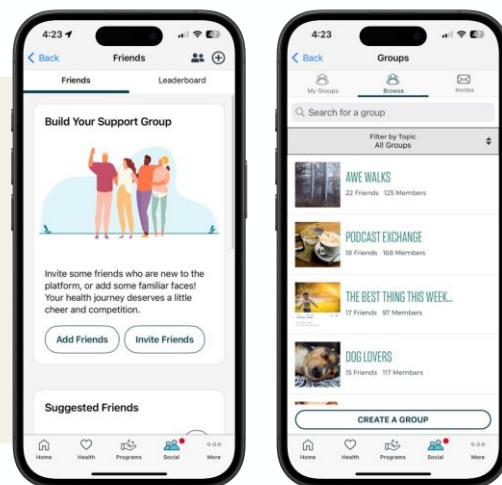 4:23
Back
Friends
Friends
Leaderboard
Build Your Support Group
Invite some friends who are new to the
platform, or add some familiar faces!
Your health journey deserves a little
cheer and competition.
Add Friends
Invite Friends
Suggested Friends
Home
Health
Programs
Social
More
4:23
Back
Groups
My Groups
Browse
Invites
Search for a group
Filter by Topic
All Groups
AWE WALKS
22 Friends 125 Members
PODCAST EXCHANGE
18 Friends 168 Members
THE BEST THING THIS WEEK...
17 Friends 97 Members
DOG LOVERS
15 Friends 117 Members
CREATE A GROUP
Home
Health
Programs
Social
More